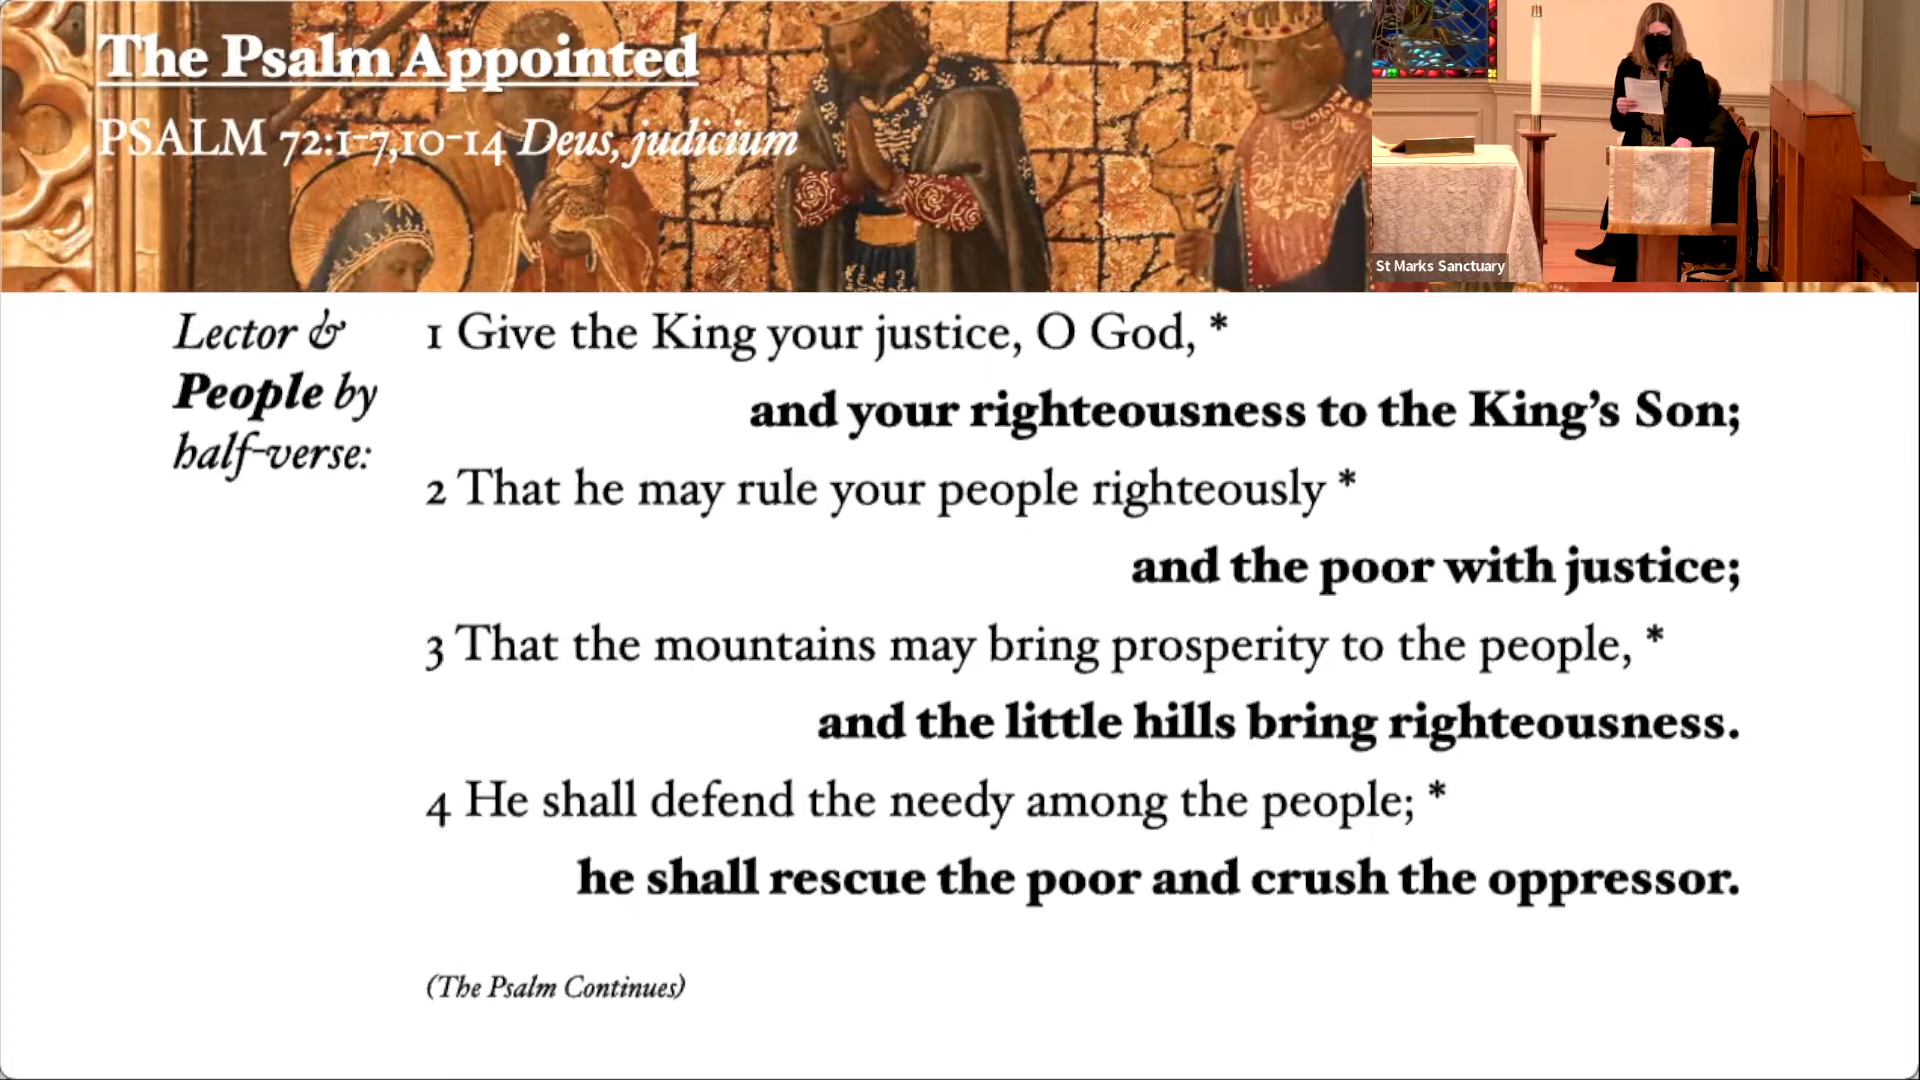 The Psalm Appointed
PSALM 72:1-7,10-14 Deus, judicium
St Marks Sanctuary
Lector &
People by
half-verse:
1 Give the King your justice, O God, *
and your righteousness to the King’s Son;
2 That he may rule your people righteously *
and the poor with justice;
3 That the mountains may bring prosperity to the people, *
and the little hills bring righteousness.
4 He shall defend the needy among the people; *
he shall rescue the poor and crush the oppressor.
(The Psalm Continues)